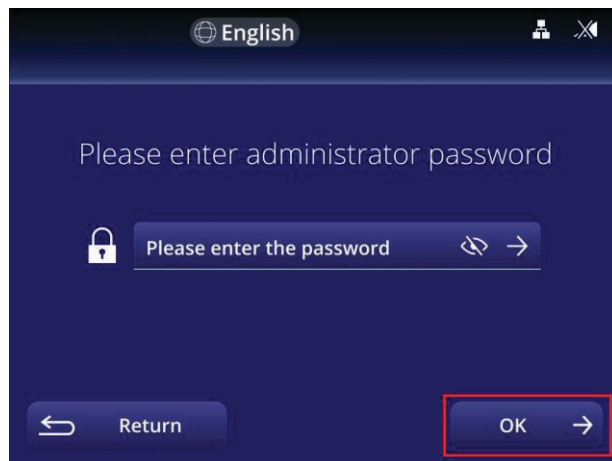 English
Please enter administrator password
Please enter the password
Return
OK